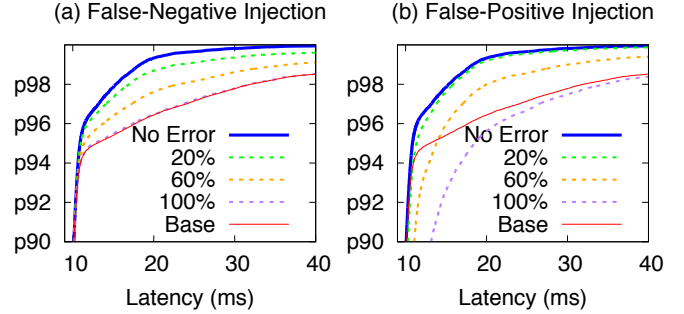 (a) False-Negative Injection
p98
p96
p94
p92
p90
No Error
20%
60%
100%
Base
10 20 30 40
Latency (ms)
(b) False-Positive Injection
p98
p96
p94
p92
p90
No Error
20%
60%
100%
Base
10 20 30 40
Latency (ms)